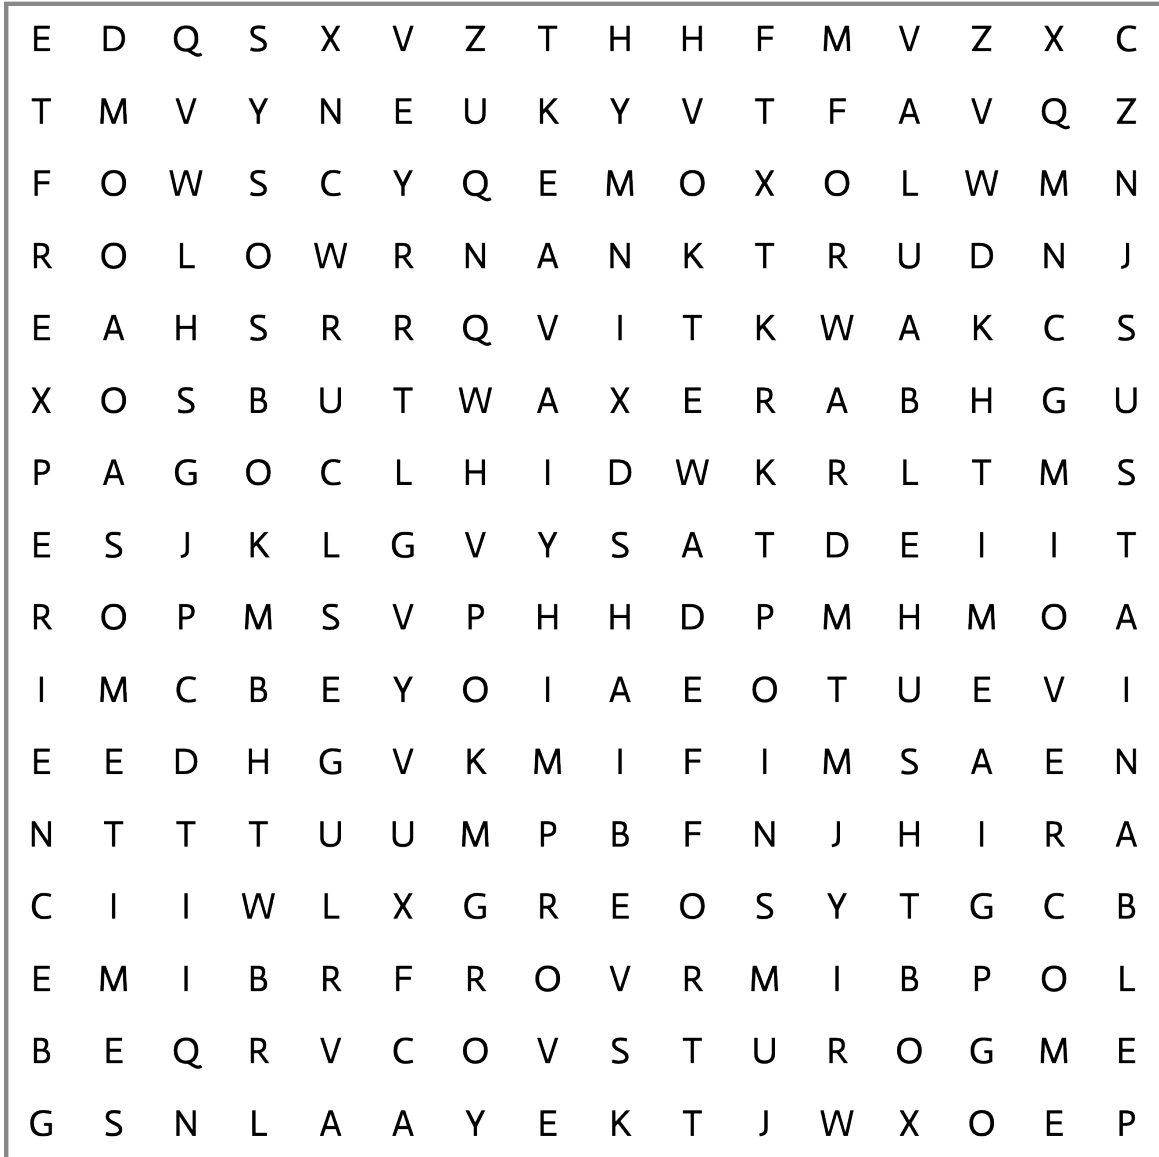 E D Q S X V Z T H H F M V Z X C
T M V Y N E U K Y V T F A V Q Z
F O W S C Y Q E M O X O L W M N
R O L O W R N A N K T R U D N J
E A H S R R Q V I T K W A K C S
X O S B U T W A X E R A B H G U
P A G O C L H I D W K R L T M S
E S J K L G V Y S A T D E I I T
R O P M S V P H H D P M H M O A
I M C B E Y O I A E O T U E V I
E E D H G V K M I F I M S A E N
N T T T U U M P B F N J H I R A
C I I W L X G R E O S Y T G C B
E M I B R F R O V R M I B P O L
B E Q R V C O V S T U R O G M E
G S N L A A Y E K T J W X O E P